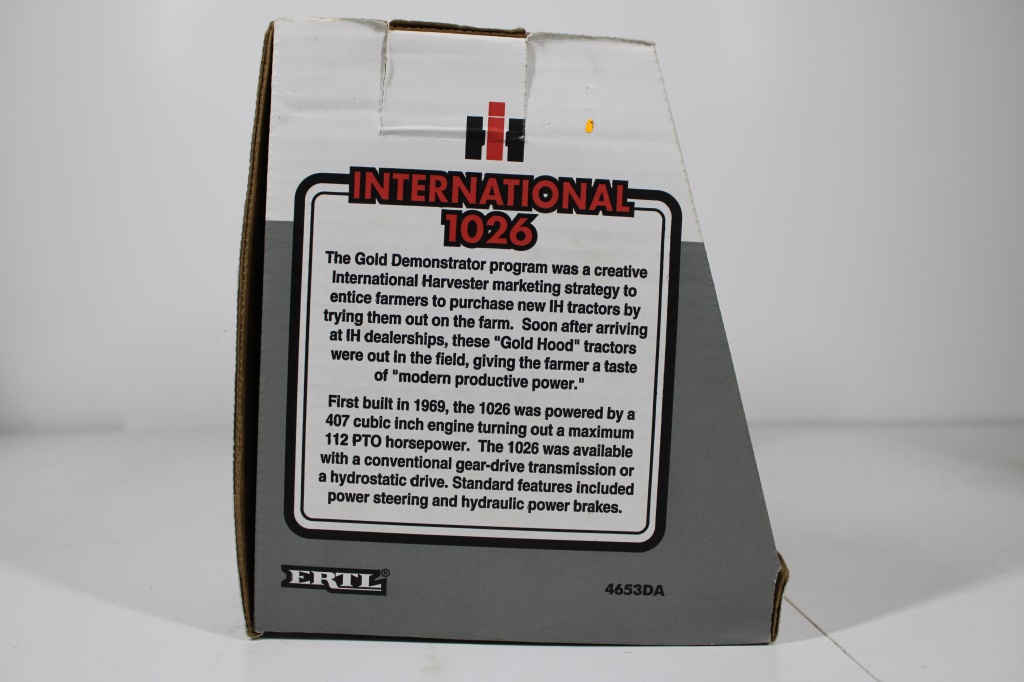 IH
INTERNATIONAL
1026
The Gold Demonstrator program was a creative
International Harvester marketing strategy to
entice farmers to purchase new IH tractors by
trying them out on the farm. Soon after arriving
at IH dealerships, these "Gold Hood" tractors
were out in the field, giving the farmer a taste
of "modern productive power."
First built in 1969, the 1026 was powered by a
407 cubic inch engine turning out a maximum
112 PTO horsepower. The 1026 was available
with a conventional gear-drive transmission or
a hydrostatic drive. Standard features included
power steering and hydraulic power brakes.
ERTL®
4653DA